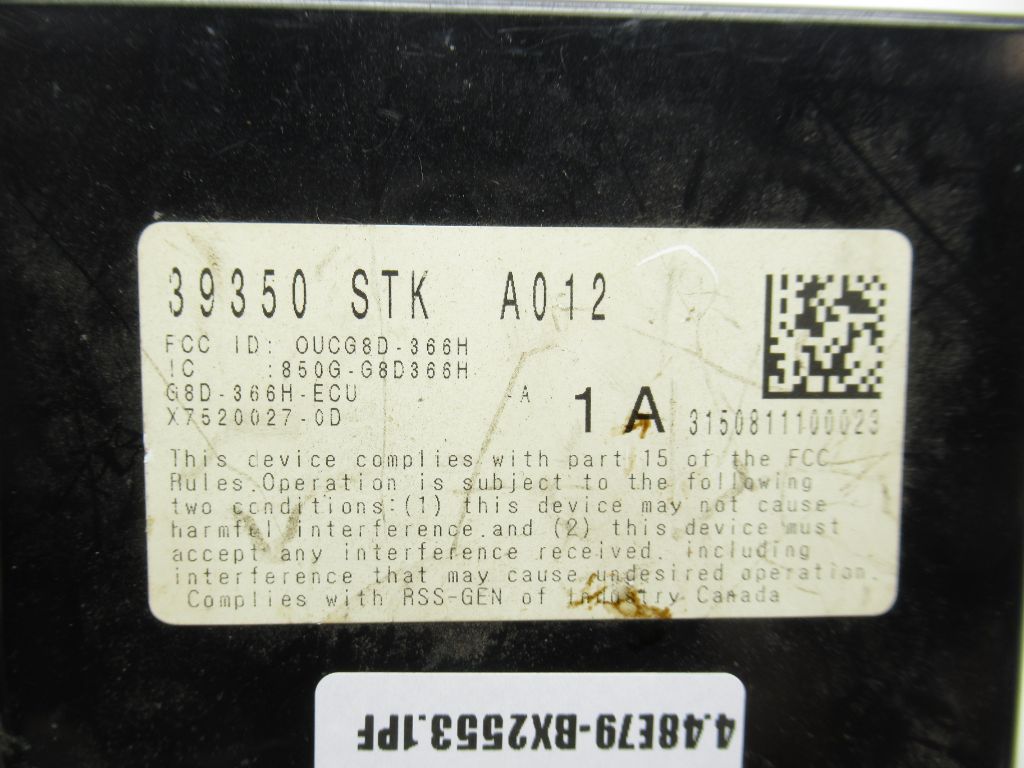 39350 STK A012
FCC ID: OUCG8D-366H
IC :850G-G8D366H
G8D-366H-ECU A
X7520027-0D
1 A
3150811100023
This device complies with part 15 of the FCC
Rules.Operation is subject to the following
two conditions:(1) this device may not cause
harmful interference.and (2) this device must
accept any interference received. including
interference that may cause undesired operation.
Complies with RSS-GEN of Industry Canada
4.48E79-BX2553.1PF